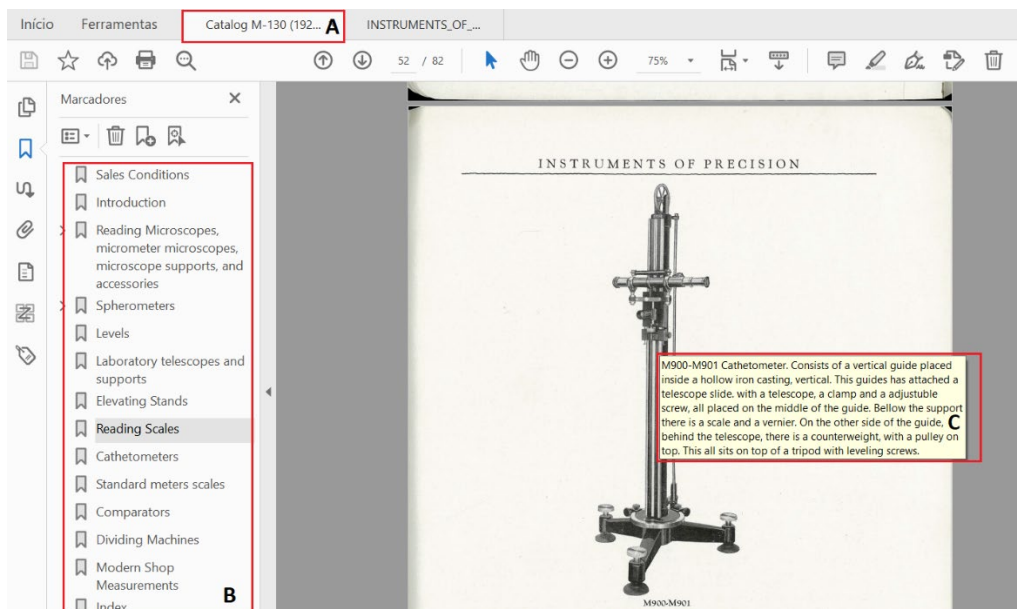 Início Ferramentas Catalog M-130 (192... A INSTRUMENTS_OF_...
52 / 82 75%
Marcadores
Sales Conditions
Introduction
Reading Microscopes,
micrometer microscopes,
microscope supports, and
accessories
Spherometers
Levels
Laboratory telescopes and
supports
Elevating Stands
Reading Scales
Cathetometers
Standard meters scales
Comparators
Dividing Machines
Modern Shop
Measurements
Index
B
INSTRUMENTS OF PRECISION
M900-M901 Cathetometer. Consists of a vertical guide placed
inside a hollow iron casting, vertical. This guides has attached a
telescope slide. with a telescope, a clamp and a adjustuble
screw, all placed on the middle of the guide. Bellow the support
there is a scale and a vernier. On the other side of the guide, C
behind the telescope, there is a counterweight, with a pulley on
top. This all sits on top of a tripod with leveling screws.
M900-M901